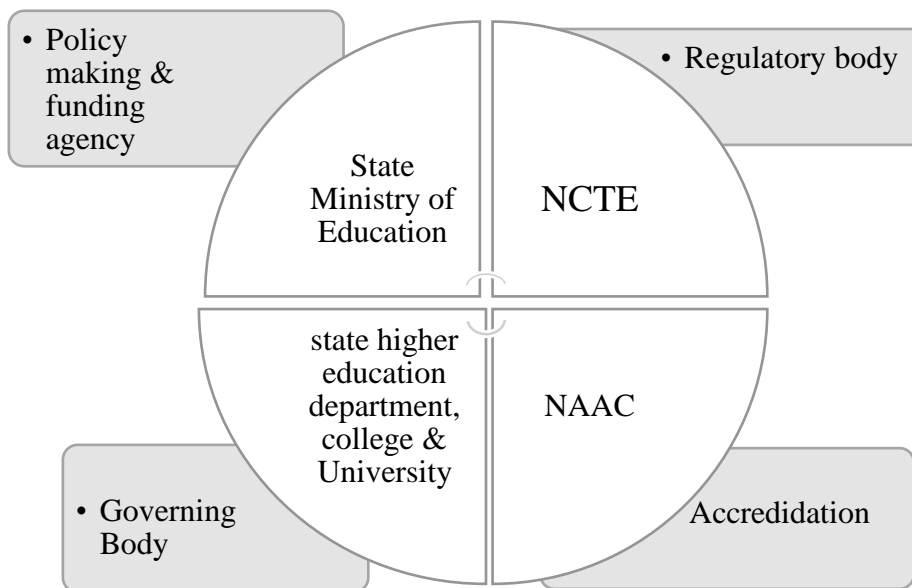 • Policy
making &
funding
agency
• Regulatory body
State
Ministry of
Education
NCTE
state higher
education
department,
college &
University
NAAC
• Governing
Body
Accredidation